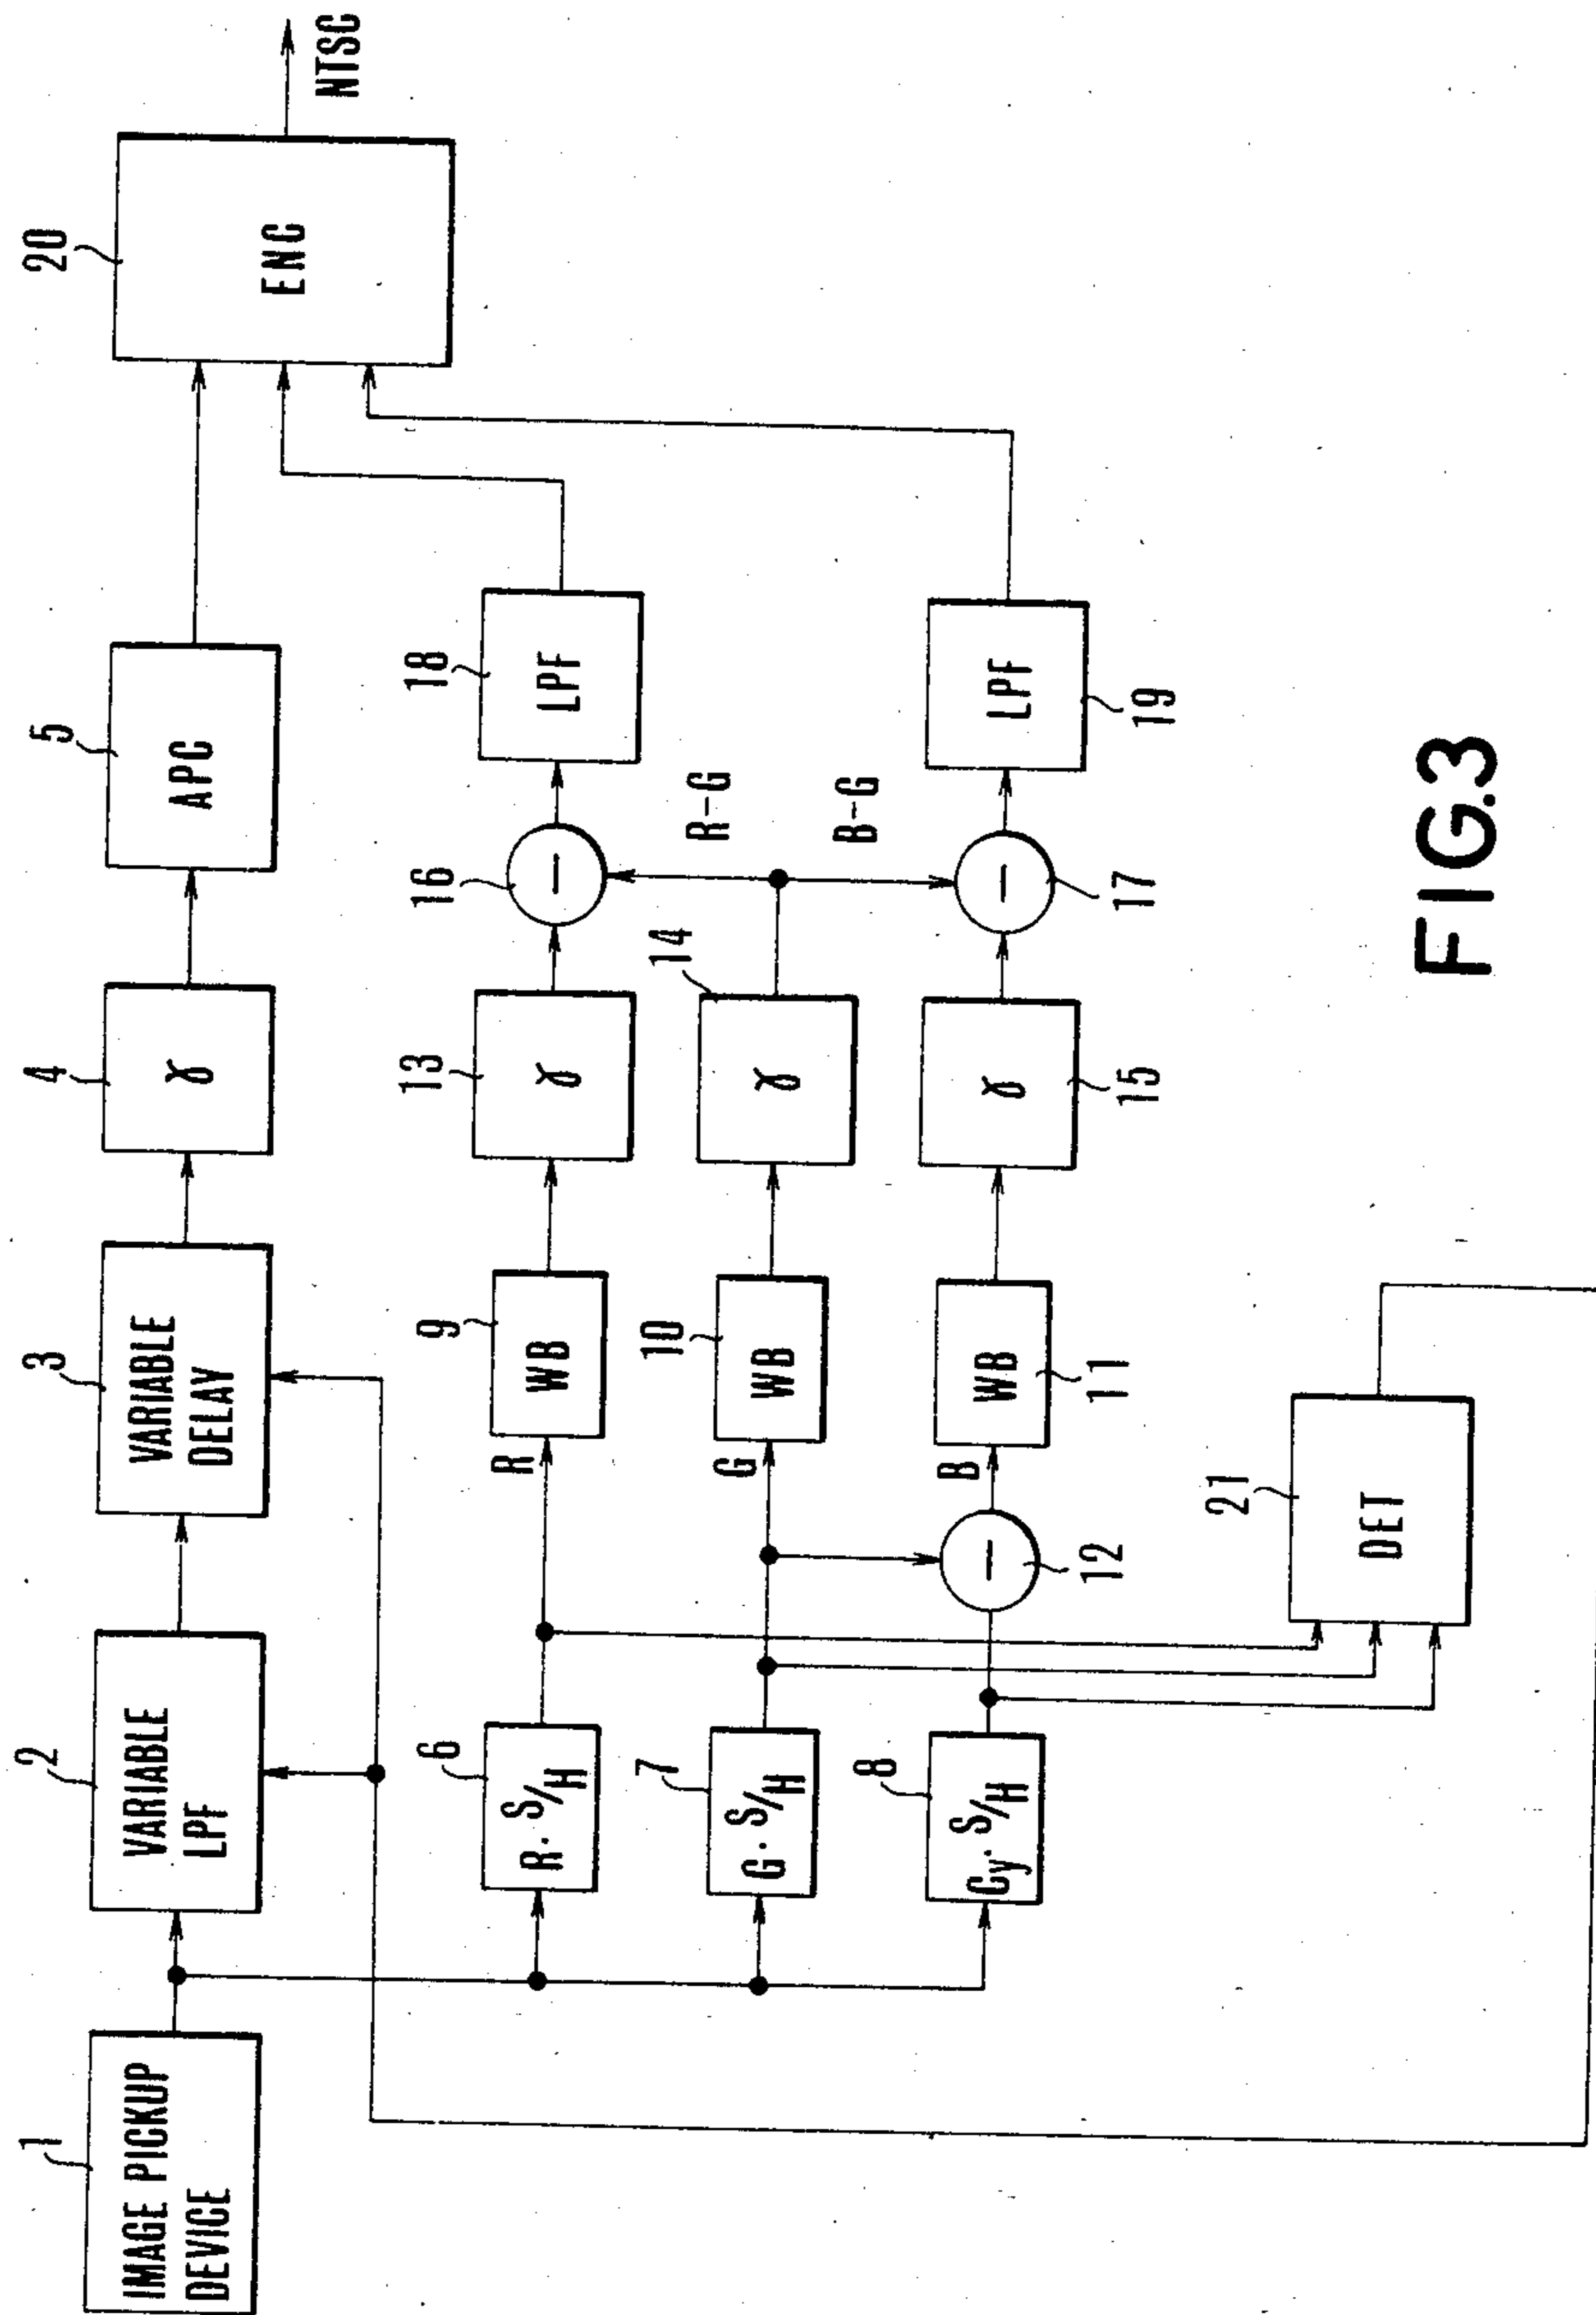 1
IMAGE PICKUP
DEVICE
2
VARIABLE
LPF
3
VARIABLE
DELAY
4
γ
5
APC
20
ENC
NTSC
6
R·S/H
R
9
WB
13
γ
16
−
18
LPF
7
G·S/H
G
10
WB
14
γ
R-G
B-G
8
Cy·S/H
12
−
B
11
WB
15
γ
17
−
19
LPF
21
DET
FIG.3